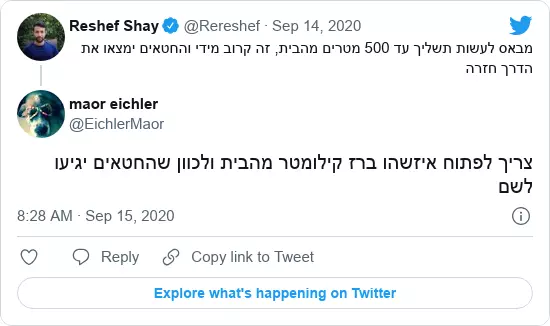 Reshef Shay @Rereshef · Sep 14, 2020
מבאס לעשות תשליך עד 500 מטרים מהבית, זה קרוב מידי והחטאים ימצאו את
הדרך חזרה
maor eichler
@EichlerMaor
צריך לפתוח איזשהו ברז קילומטר מהבית ולכוון שהחטאים יגיעו
לשם
8:28 AM · Sep 15, 2020
Reply Copy link to Tweet
Explore what's happening on Twitter